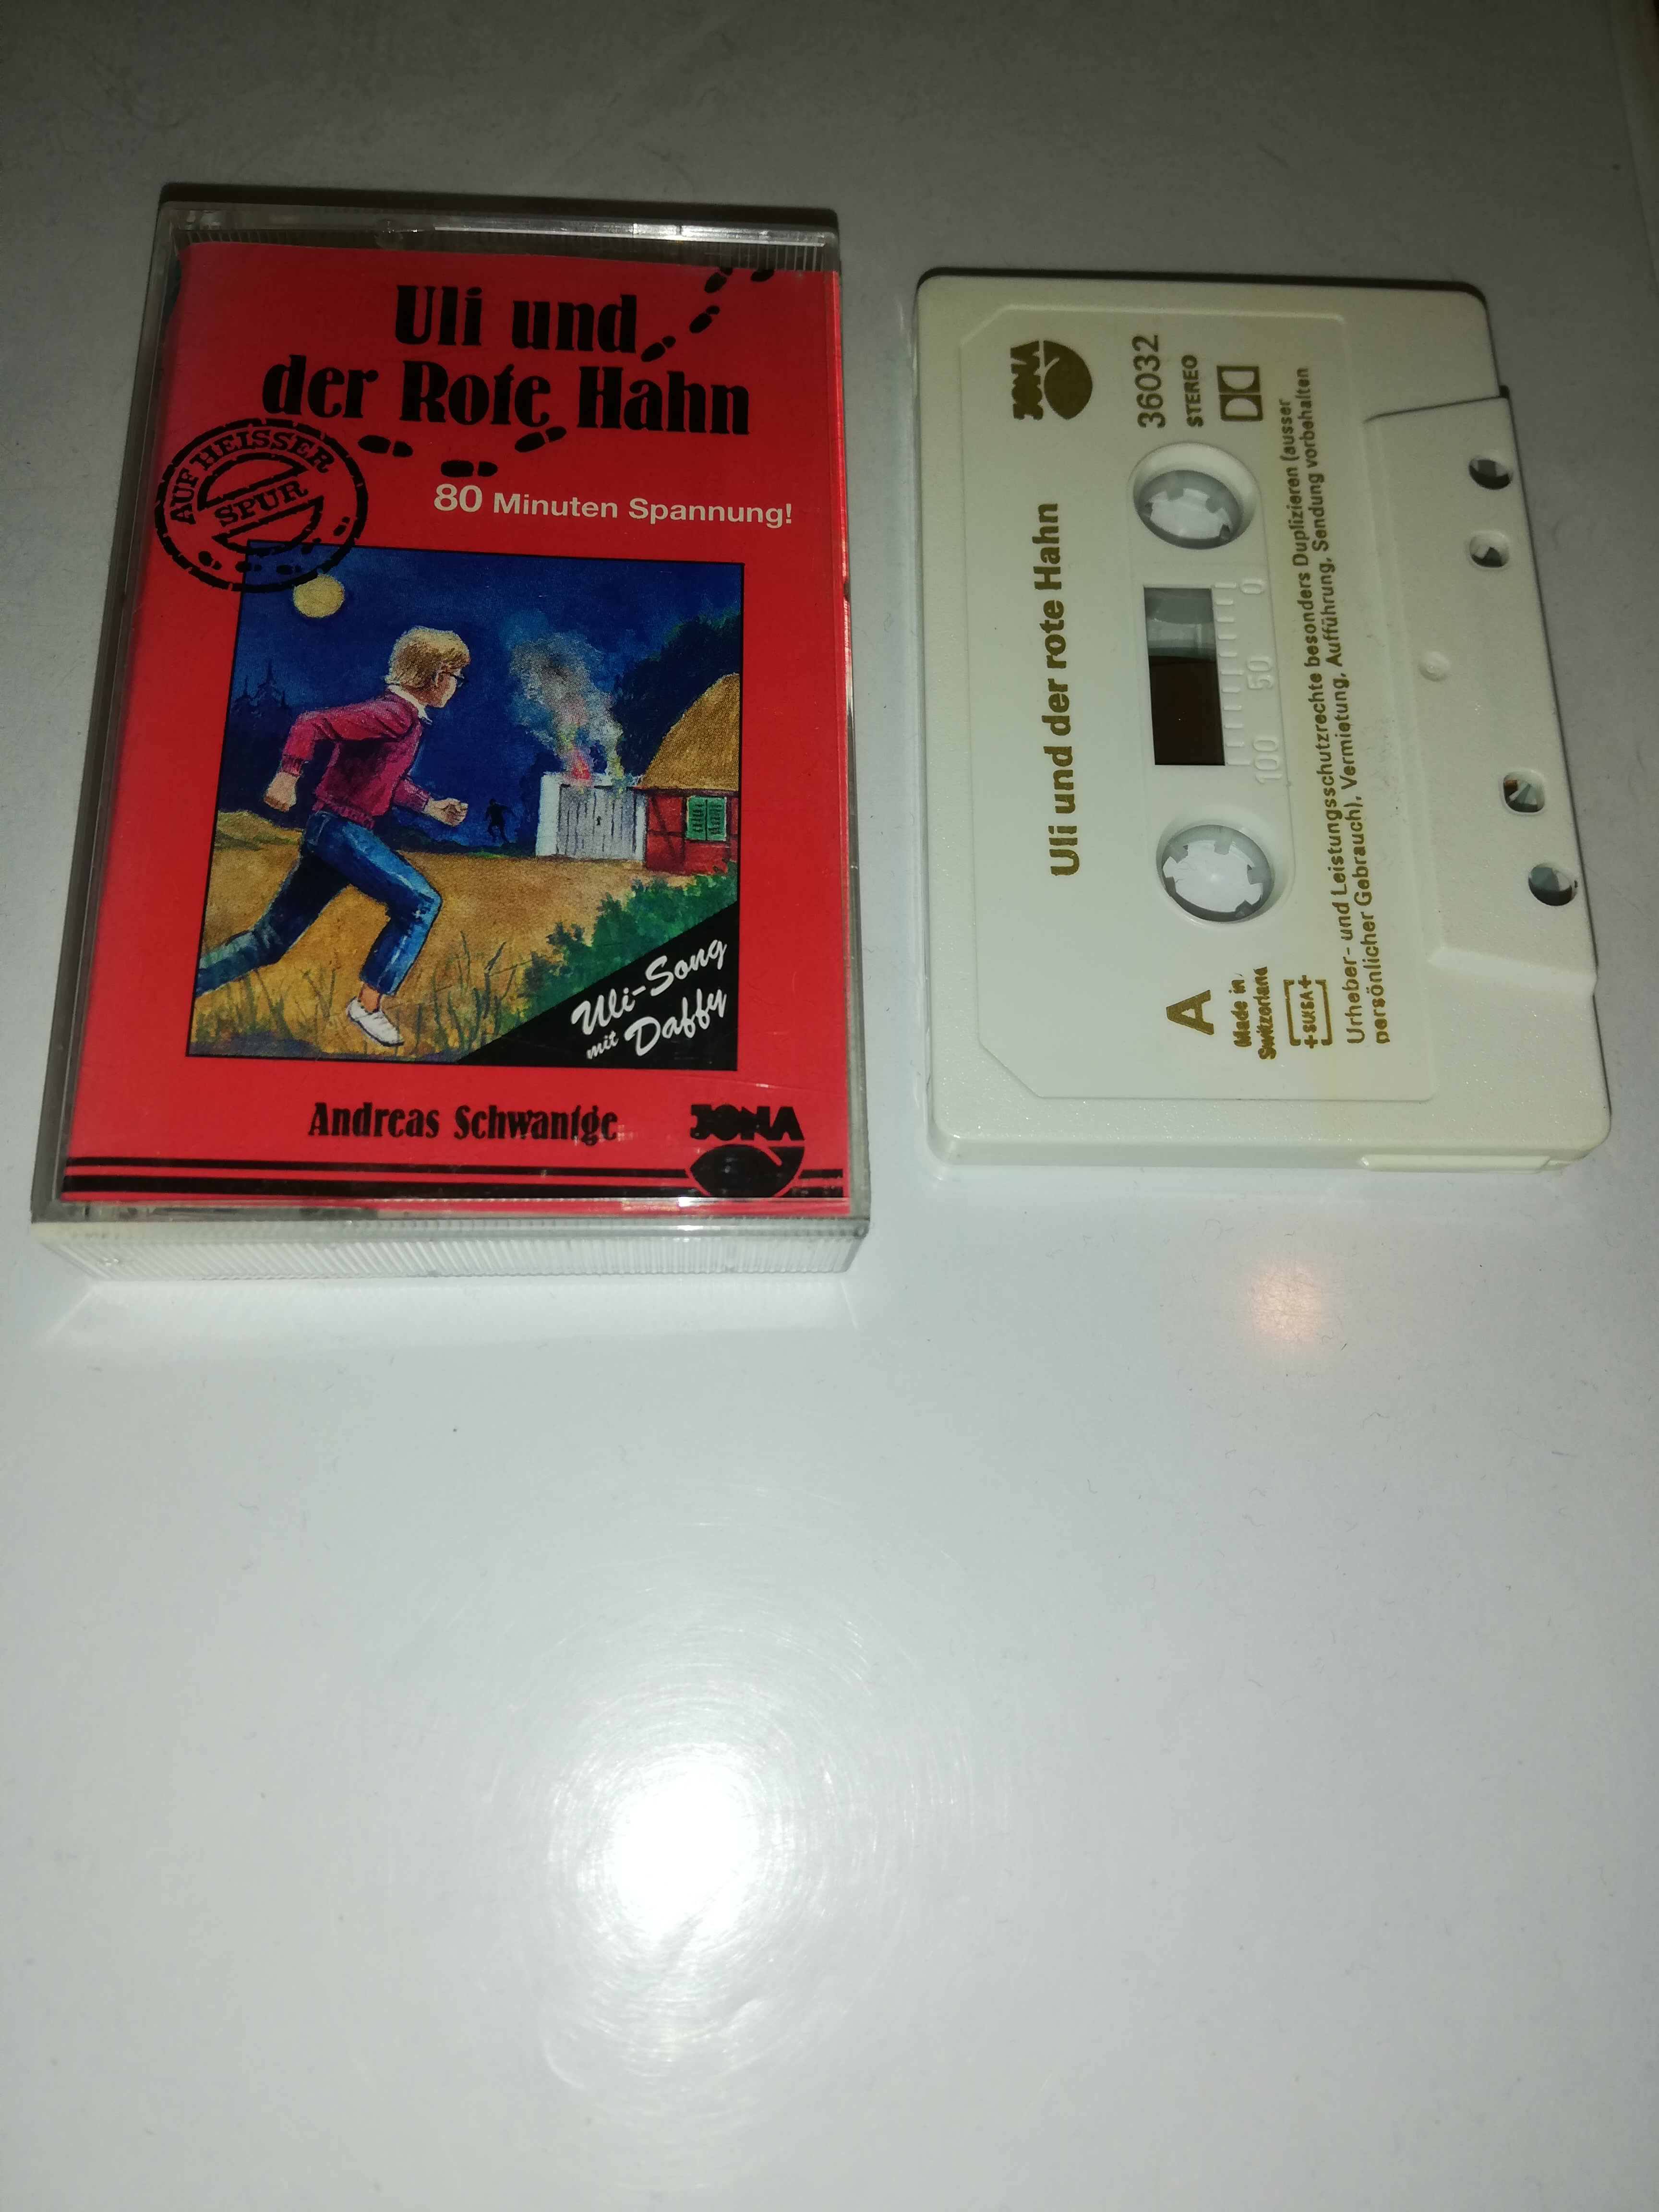 Uli und
der Rote Hahn
AUF HEISSER
SPUR
80 Minuten Spannung!
Uli-Song
mit Daffy
Andreas Schwantge
JONA
JONA
Uli und der rote Hahn
36032
STEREO
A
100 50 0
Made in
Switzerland
SUISA
Urheber- und Leistungsschutzrechte besonders Duplizieren (ausser
persönlicher Gebrauch), Vermietung, Aufführung, Sendung vorbehalten